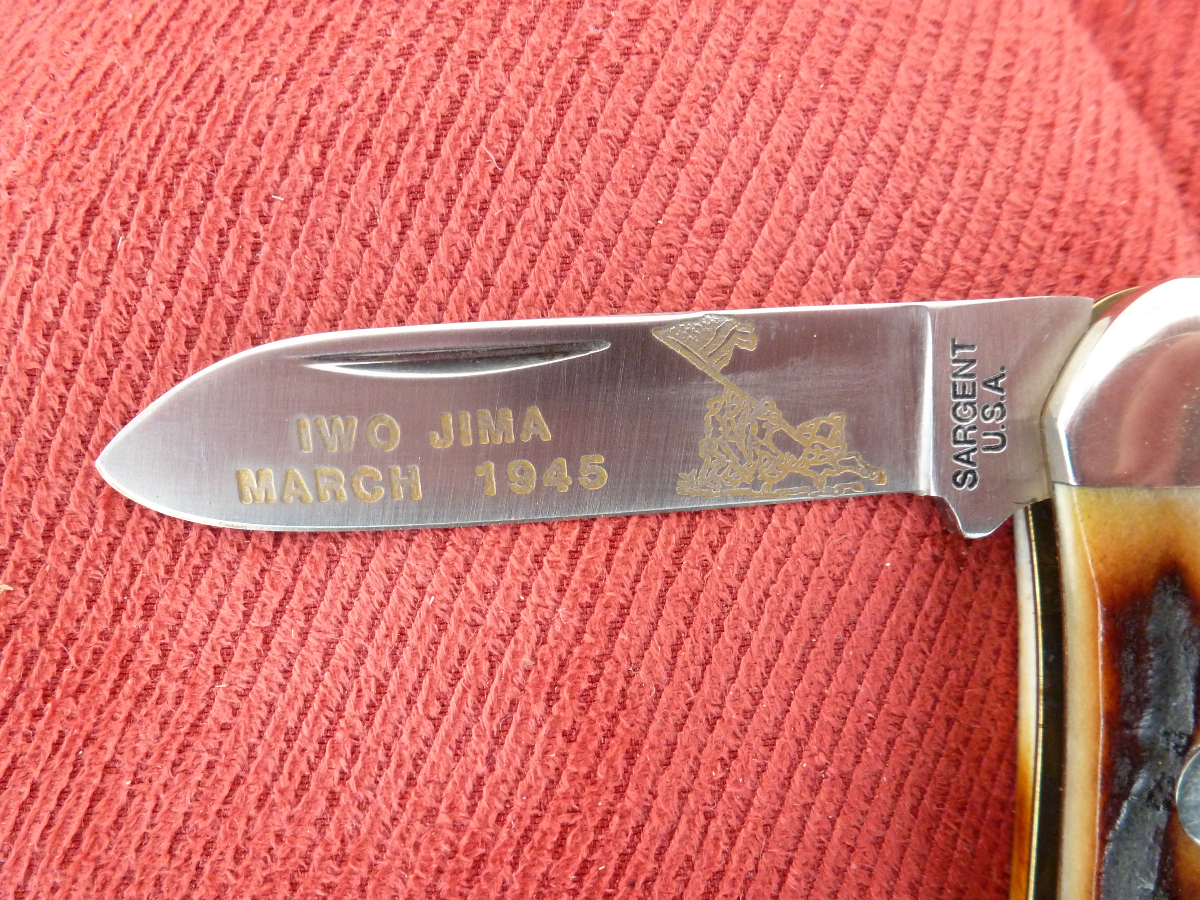 IWO JIMA
MARCH 1945
SARGENT
U.S.A.